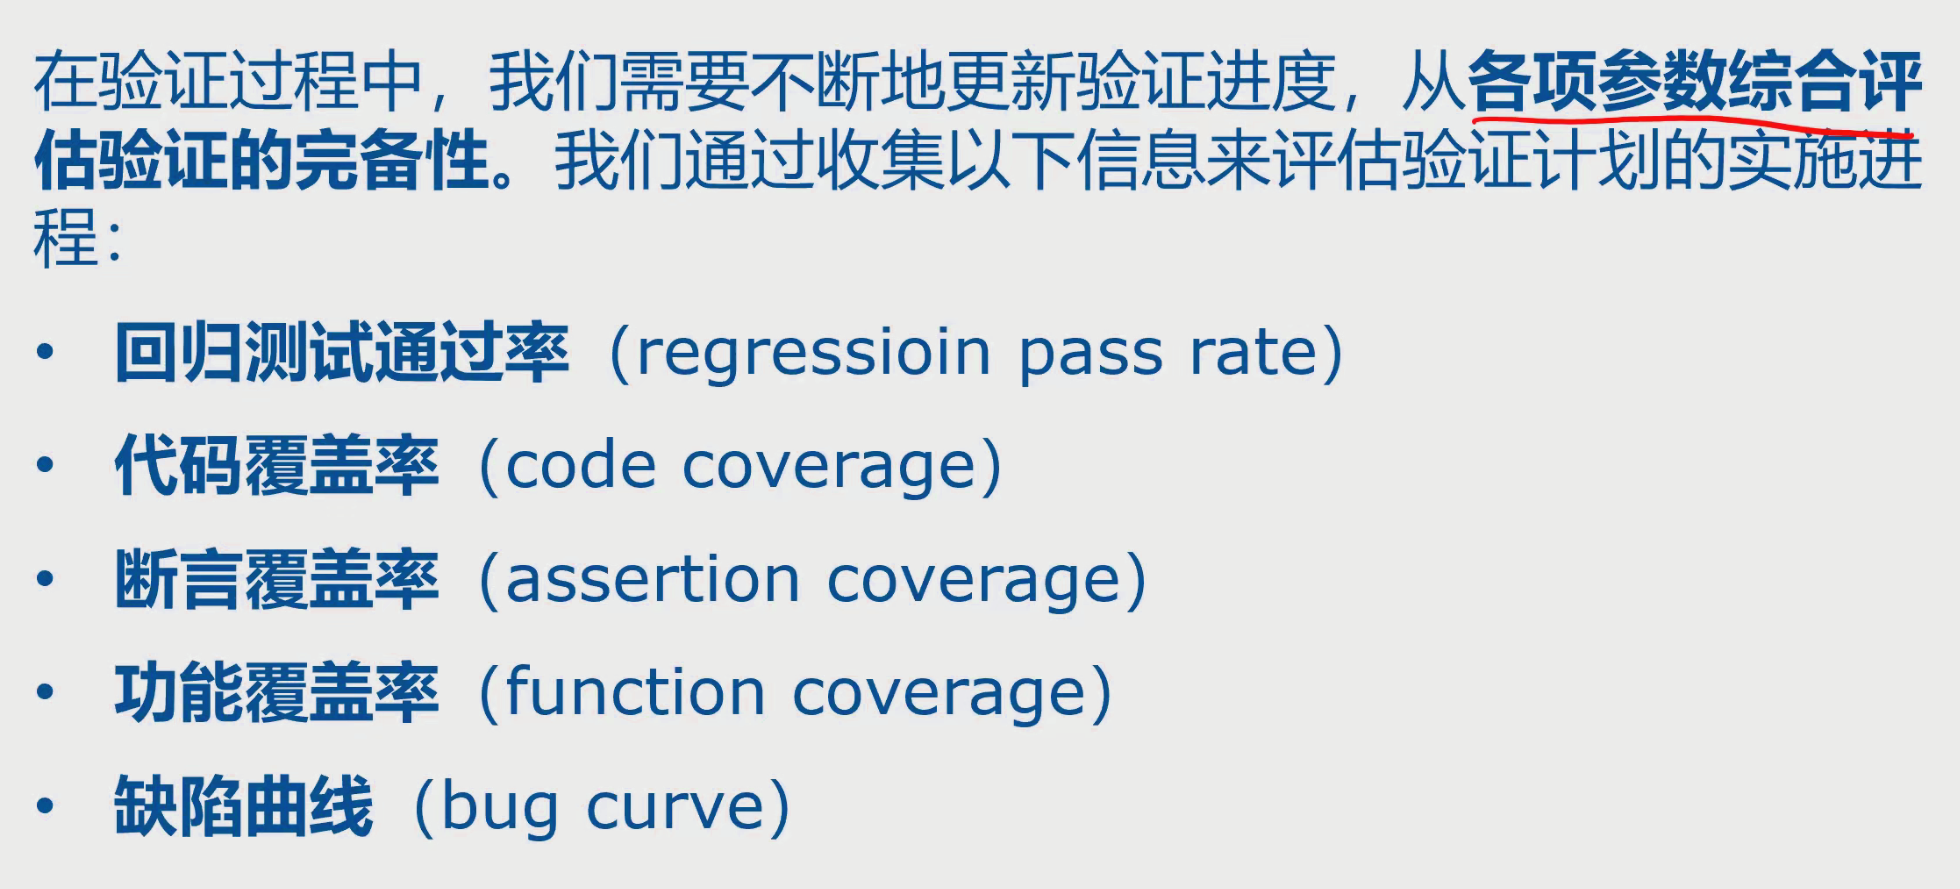 在验证过程中，我们需要不断地更新验证进度，从各项参数综合评
估验证的完备性。我们通过收集以下信息来评估验证计划的实施进
程：
• 回归测试通过率（regressioin pass rate）
• 代码覆盖率（code coverage）
• 断言覆盖率（assertion coverage）
• 功能覆盖率（function coverage）
• 缺陷曲线（bug curve）